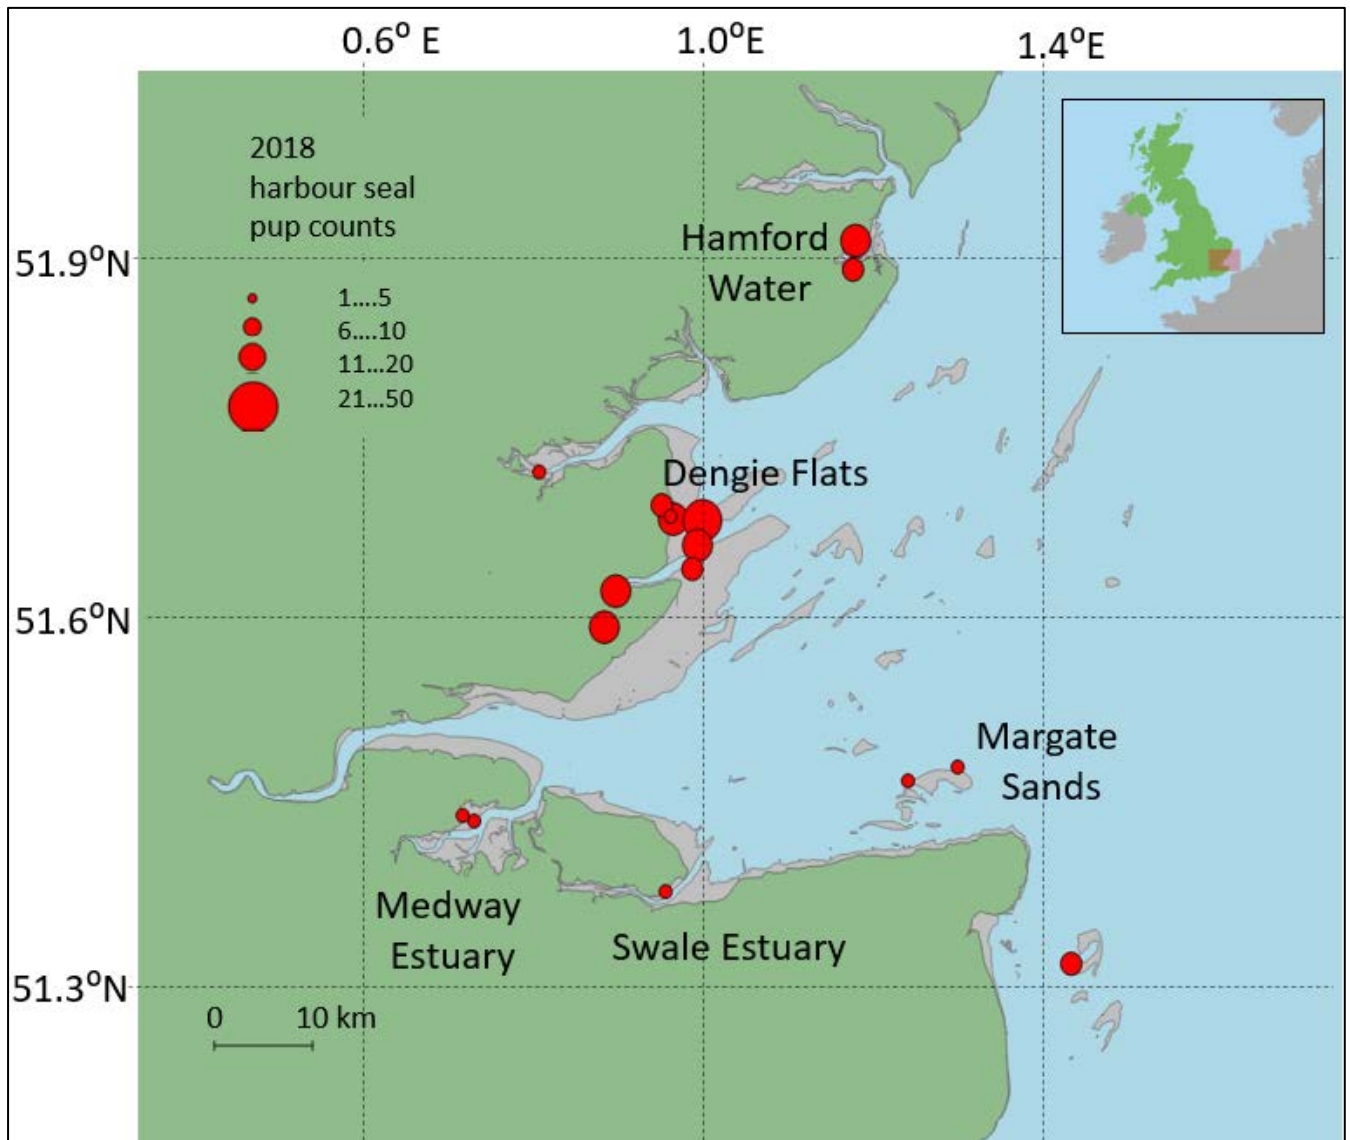 0.6° E
1.0°E
1.4°E
2018
harbour seal
pup counts
1....5
6....10
11...20
21...50
51.9°N
Hamford
Water
Dengie Flats
51.6°N
Margate
Sands
Medway
Estuary
Swale Estuary
51.3°N
0 10 km